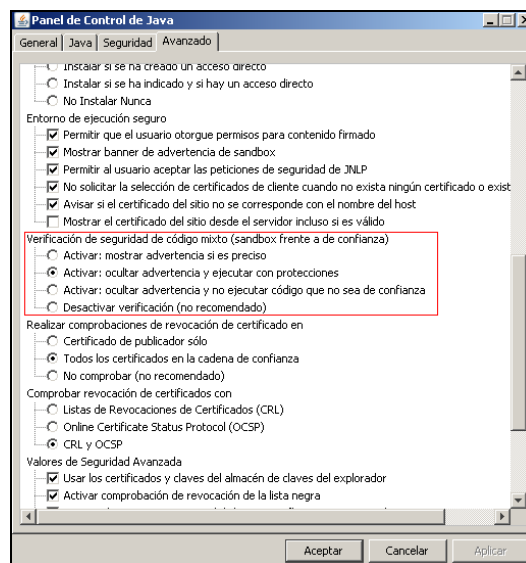 Panel de Control de Java
General Java Seguridad Avanzado
Instalar si se ha creado un acceso directo
Instalar si se ha indicado y si hay un acceso directo
No Instalar Nunca
Entorno de ejecución seguro
Permitir que el usuario otorgue permisos para contenido firmado
Mostrar banner de advertencia de sandbox
Permitir al usuario aceptar las peticiones de seguridad de JNLP
No solicitar la selección de certificados de cliente cuando no exista ningún certificado o exist
Avisar si el certificado del sitio no se corresponde con el nombre del host
Mostrar el certificado del sitio desde el servidor incluso si es válido
Verificación de seguridad de código mixto (sandbox frente a de confianza)
Activar: mostrar advertencia si es preciso
Activar: ocultar advertencia y ejecutar con protecciones
Activar: ocultar advertencia y no ejecutar código que no sea de confianza
Desactivar verificación (no recomendado)
Realizar comprobaciones de revocación de certificado en
Certificado de publicador sólo
Todos los certificados en la cadena de confianza
No comprobar (no recomendado)
Comprobar revocación de certificados con
Listas de Revocaciones de Certificados (CRL)
Online Certificate Status Protocol (OCSP)
CRL y OCSP
Valores de Seguridad Avanzada
Usar los certificados y claves del almacén de claves del explorador
Activar comprobación de revocación de la lista negra
Aceptar Cancelar Aplicar